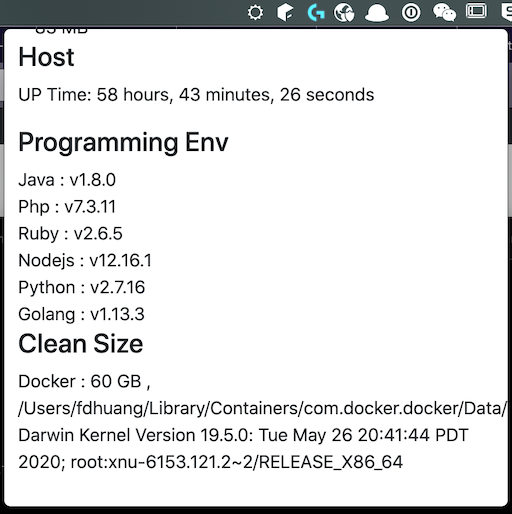 85 MB
Host
UP Time: 58 hours, 43 minutes, 26 seconds
Programming Env
Java : v1.8.0
Php : v7.3.11
Ruby : v2.6.5
Nodejs : v12.16.1
Python : v2.7.16
Golang : v1.13.3
Clean Size
Docker : 60 GB ,
/Users/fdhuang/Library/Containers/com.docker.docker/Data/
Darwin Kernel Version 19.5.0: Tue May 26 20:41:44 PDT
2020; root:xnu-6153.121.2~2/RELEASE_X86_64